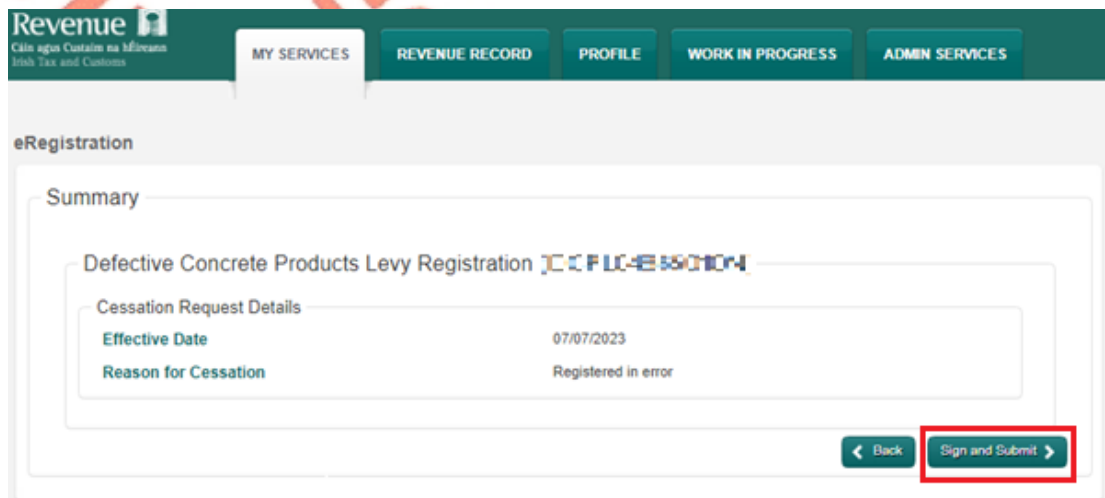 Revenue
Cáin agus Custaim na hÉireann
Irish Tax and Customs
MY SERVICES
REVENUE RECORD
PROFILE
WORK IN PROGRESS
ADMIN SERVICES
eRegistration
Summary
Defective Concrete Products Levy Registration
Cessation Request Details
Effective Date 07/07/2023
Reason for Cessation Registered in error
Back
Sign and Submit